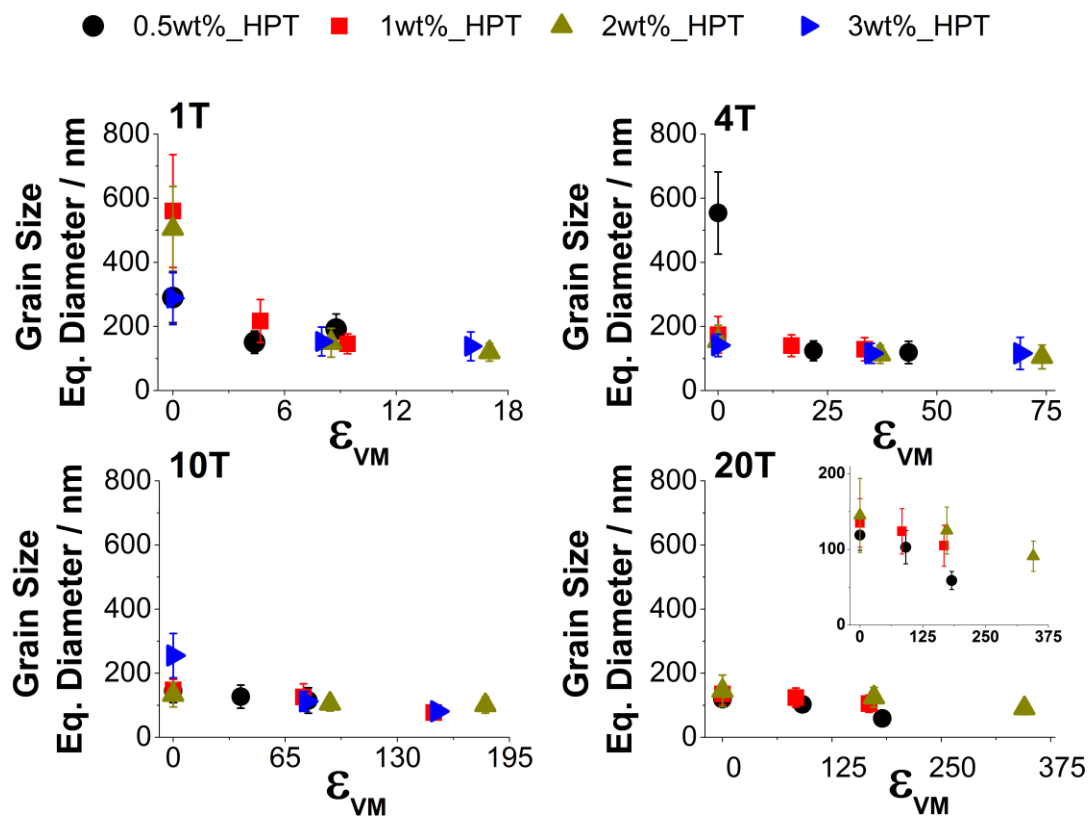 0.5wt%_HPT 1wt%_HPT 2wt%_HPT 3wt%_HPT
1T
800
600
400
200
0
Grain Size
Eq. Diameter / nm
0 6 12 18
εVM
4T
800
600
400
200
0
Grain Size
Eq. Diameter / nm
0 25 50 75
εVM
10T
800
600
400
200
0
Grain Size
Eq. Diameter / nm
0 65 130 195
εVM
20T
800
600
400
200
0
Grain Size
Eq. Diameter / nm
200
100
0
0 125 250 375
0 125 250 375
εVM